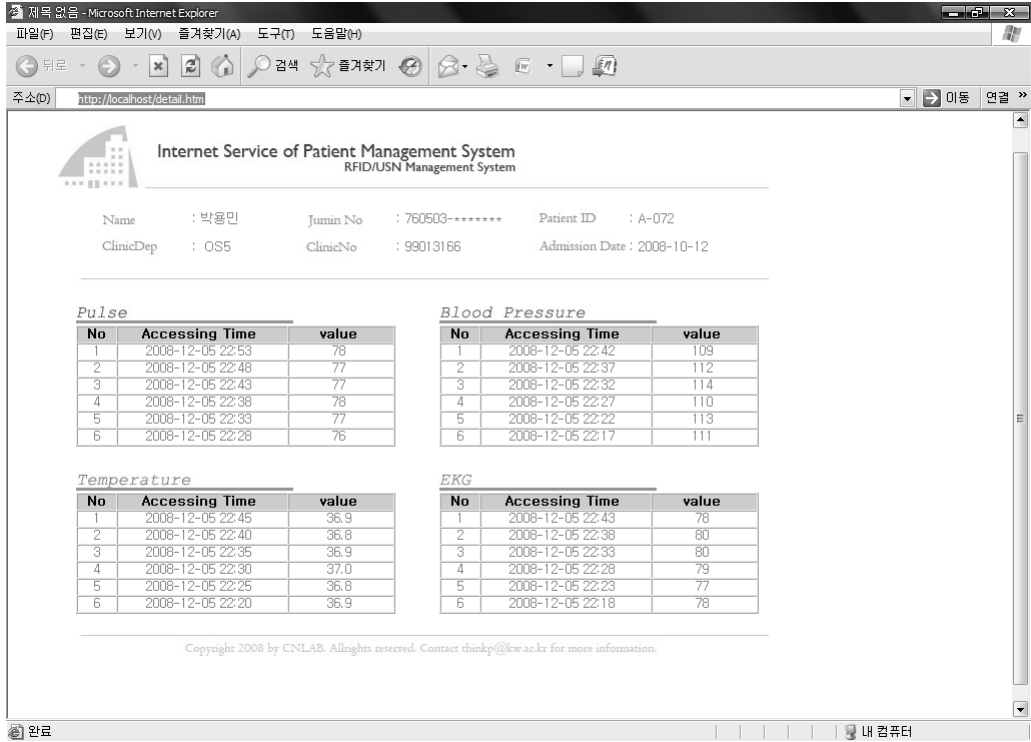 제목 없음 - Microsoft Internet Explorer
파일(F) 편집(E) 보기(V) 즐겨찾기(A) 도구(T) 도움말(H)
뒤로 검색 즐겨찾기
주소(D) http://localhost/detail.htm 이동 연결 »
Internet Service of Patient Management System
RFID/USN Management System
Name : 박용민 Jumin No : 760503-******* Patient ID : A-072
ClinicDep : OS5 ClinicNo : 99013166 Admission Date : 2008-10-12
Pulse
No Accessing Time value
1 2008-12-05 22:53 78
2 2008-12-05 22:48 77
3 2008-12-05 22:43 77
4 2008-12-05 22:38 78
5 2008-12-05 22:33 77
6 2008-12-05 22:28 76
Blood Pressure
No Accessing Time value
1 2008-12-05 22:42 109
2 2008-12-05 22:37 112
3 2008-12-05 22:32 114
4 2008-12-05 22:27 110
5 2008-12-05 22:22 113
6 2008-12-05 22:17 111
Temperature
No Accessing Time value
1 2008-12-05 22:45 36.9
2 2008-12-05 22:40 36.8
3 2008-12-05 22:35 36.9
4 2008-12-05 22:30 37.0
5 2008-12-05 22:25 36.8
6 2008-12-05 22:20 36.9
EKG
No Accessing Time value
1 2008-12-05 22:43 78
2 2008-12-05 22:38 80
3 2008-12-05 22:33 80
4 2008-12-05 22:28 79
5 2008-12-05 22:23 77
6 2008-12-05 22:18 78
Copyright 2008 by CNLAB. Allrights reserved. Contact thinkp@kw.ac.kr for more information.
완료 내 컴퓨터